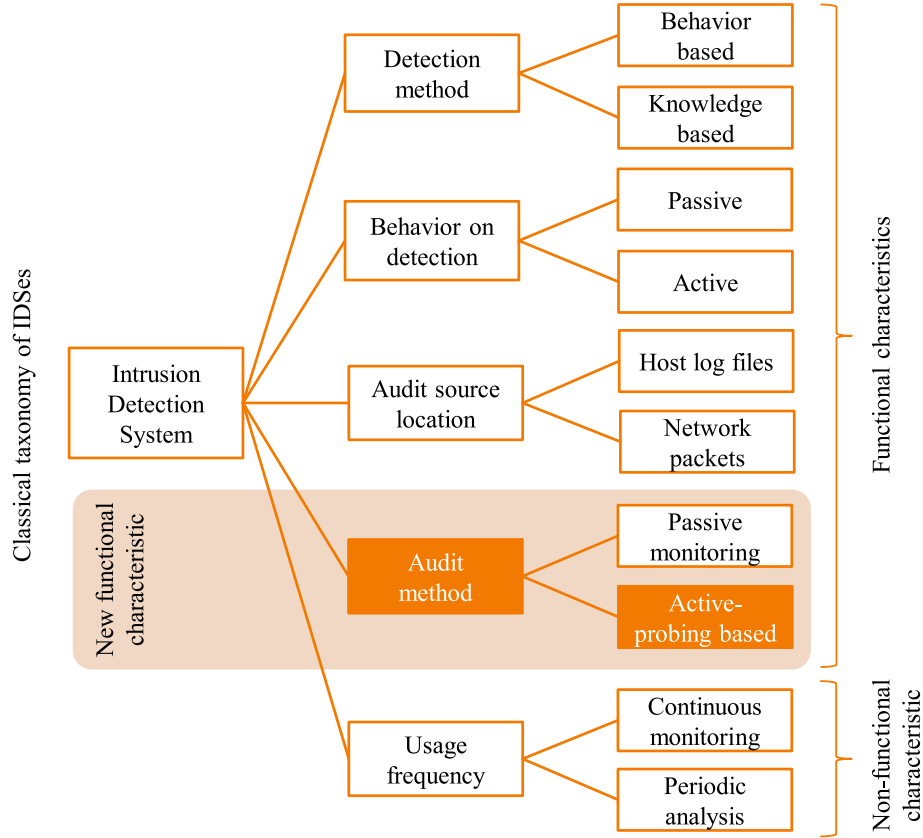 Classical taxonomy of IDSes
Intrusion
Detection
System
Detection
method
Behavior
based
Knowledge
based
Behavior on
detection
Passive
Active
Audit source
location
Host log files
Network
packets
New functional
characteristic
Audit
method
Passive
monitoring
Active-
probing based
Usage
frequency
Continuous
monitoring
Periodic
analysis
Functional characteristics
Non-functional
characteristic